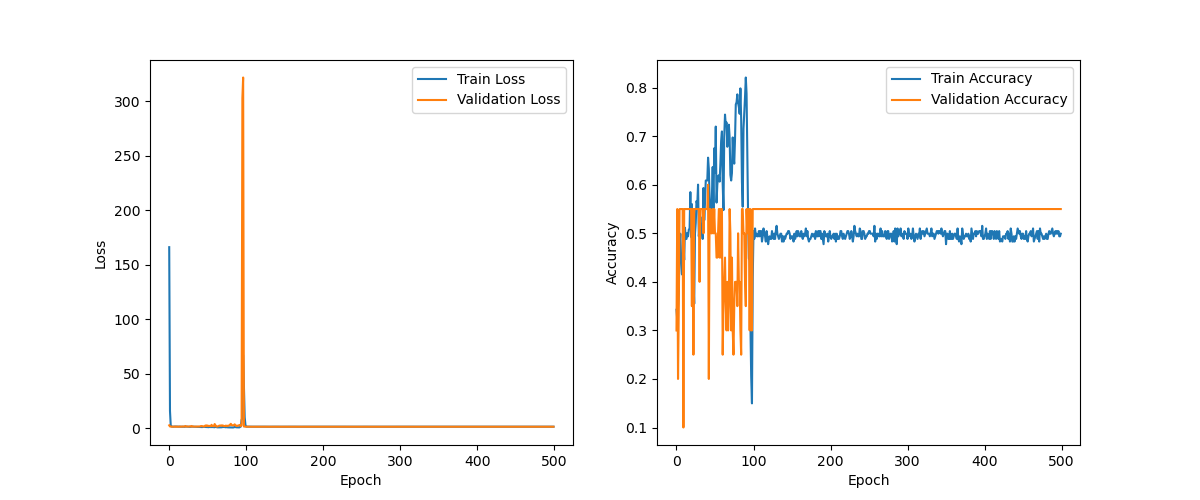 Train Loss
Validation Loss
300
250
200
150
100
50
0
Loss
0 100 200 300 400 500
Epoch
Train Accuracy
Validation Accuracy
0.8
0.7
0.6
0.5
0.4
0.3
0.2
0.1
Accuracy
0 100 200 300 400 500
Epoch